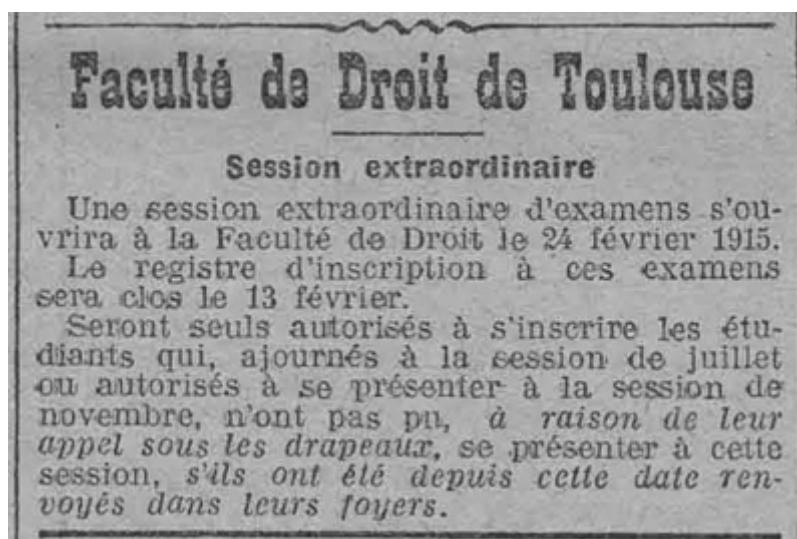 Faculté de Droit de Toulouse
Session extraordinaire
Une session extraordinaire d'examens s'ou-
vrira à la Faculté de Droit le 24 février 1915.
Le registre d'inscription à ces examens
sera clos le 13 février.
Seront seuls autorisés à s'inscrire les étu-
diants qui, ajournés à la session de juillet
ou autorisés à se présenter à la session de
novembre, n'ont pas pu, à raison de leur
appel sous les drapeaux, se présenter à cette
session, s'ils ont été depuis cette date ren-
voyés dans leurs foyers.